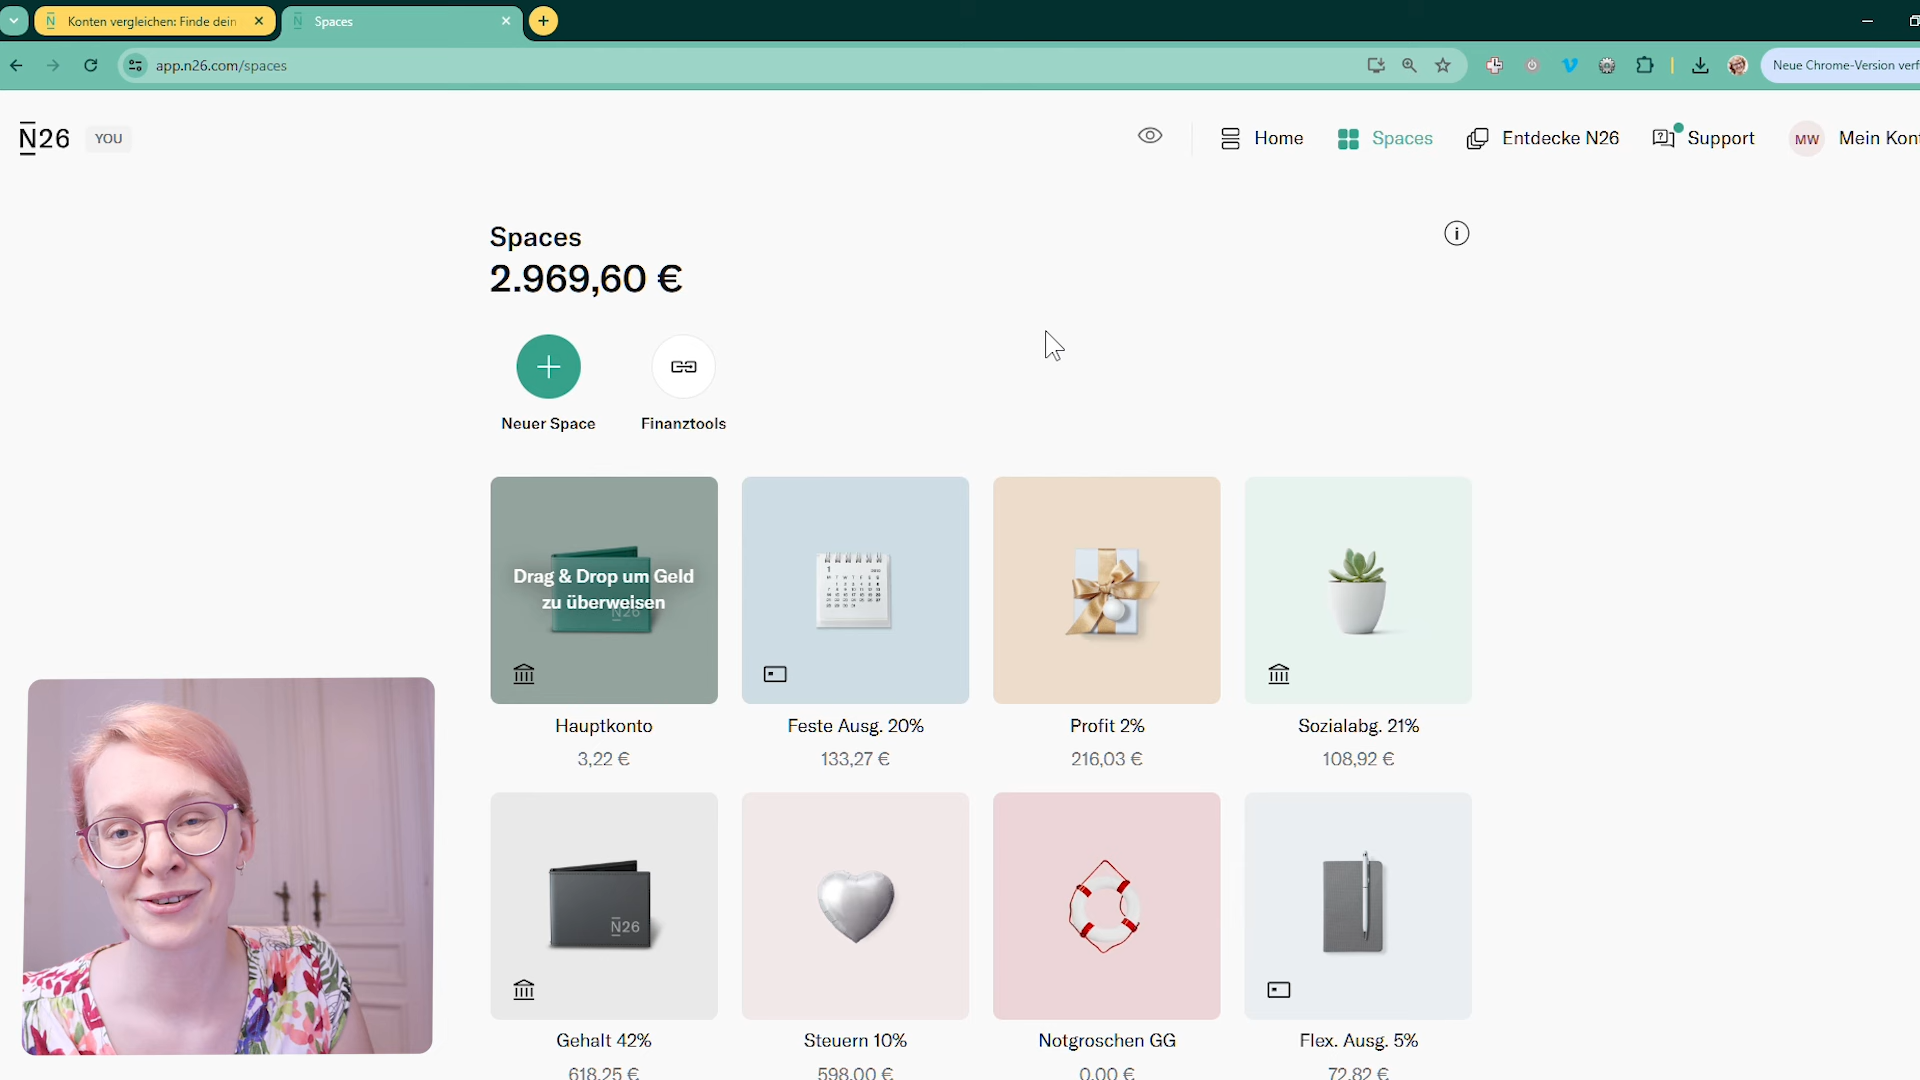 Konten vergleichen: Finde dein
Spaces
app.n26.com/spaces
Neue Chrome-Version verf
N26
YOU
Home
Spaces
Entdecke N26
Support
MW
Mein Kont
Spaces
2.969,60 €
Neuer Space
Finanztools
Drag & Drop um Geld
zu überweisen
N26
Hauptkonto
Feste Ausg. 20%
Profit 2%
Sozialabg. 21%
3,22 €
133,27 €
216,03 €
108,92 €
N26
Gehalt 42%
Steuern 10%
Notgroschen GG
Flex. Ausg. 5%
618,25 €
598,00 €
0,00 €
72,82 €